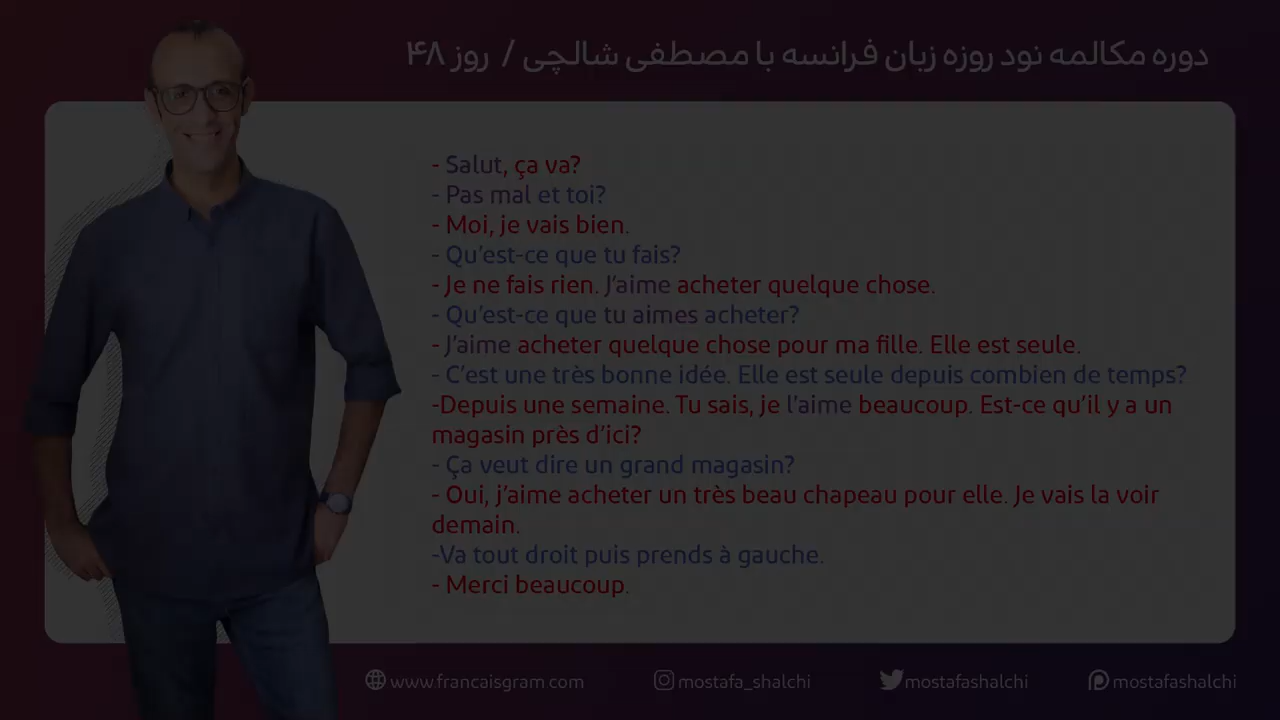 دوره مکالمه نود روزه زبان فرانسه با مصطفی شالچی / روز ۴۸
- Salut, ça va?
- Pas mal et toi?
- Moi, je vais bien.
- Qu’est-ce que tu fais?
- Je ne fais rien. J’aime acheter quelque chose.
- Qu’est-ce que tu aimes acheter?
- J’aime acheter quelque chose pour ma fille. Elle est seule.
- C’est une très bonne idée. Elle est seule depuis combien de temps?
-Depuis une semaine. Tu sais, je l’aime beaucoup. Est-ce qu’il y a un
magasin près d’ici?
- Ça veut dire un grand magasin?
- Oui, j’aime acheter un très beau chapeau pour elle. Je vais la voir
demain.
-Va tout droit puis prends à gauche.
- Merci beaucoup.
www.francaisgram.com mostafa_shalchi mostafashalchi mostafashalchi